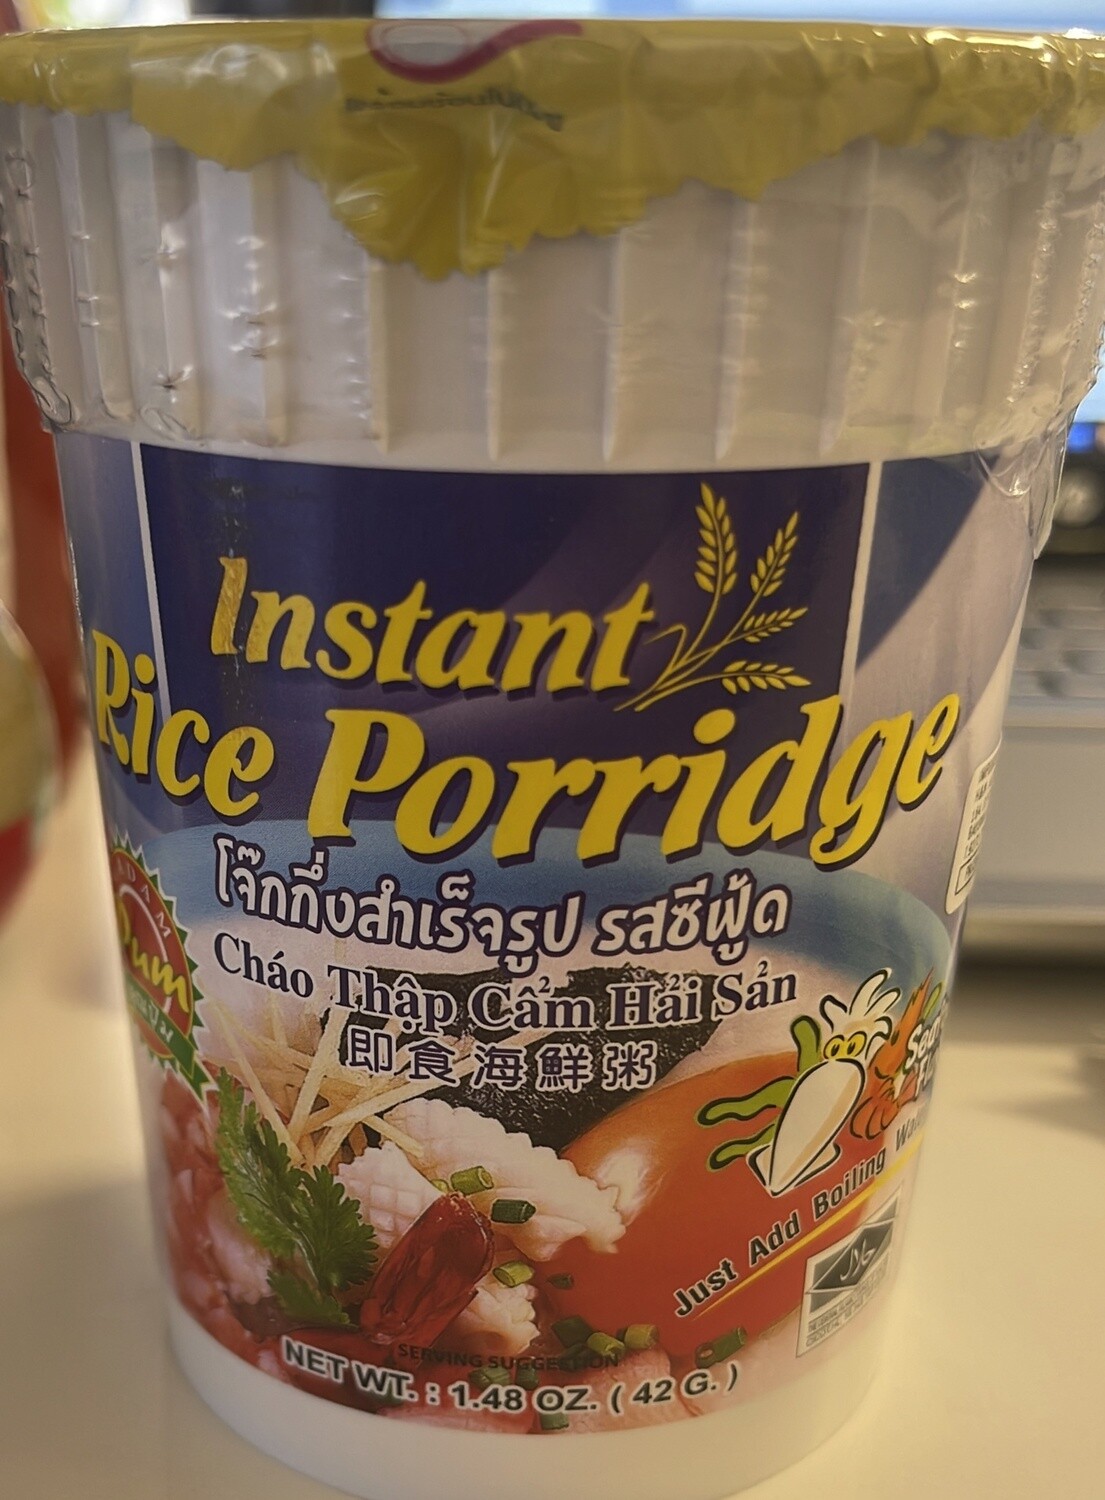 Instant
Rice Porridge
โจ๊กกึ่งสำเร็จรูป รสซีฟู้ด
Cháo Thập Cẩm Hải Sản
即食海鮮粥
Just Add Boiling
SERVING SUGGESTION
NET WT. : 1.48 OZ. ( 42 G. )
حلال